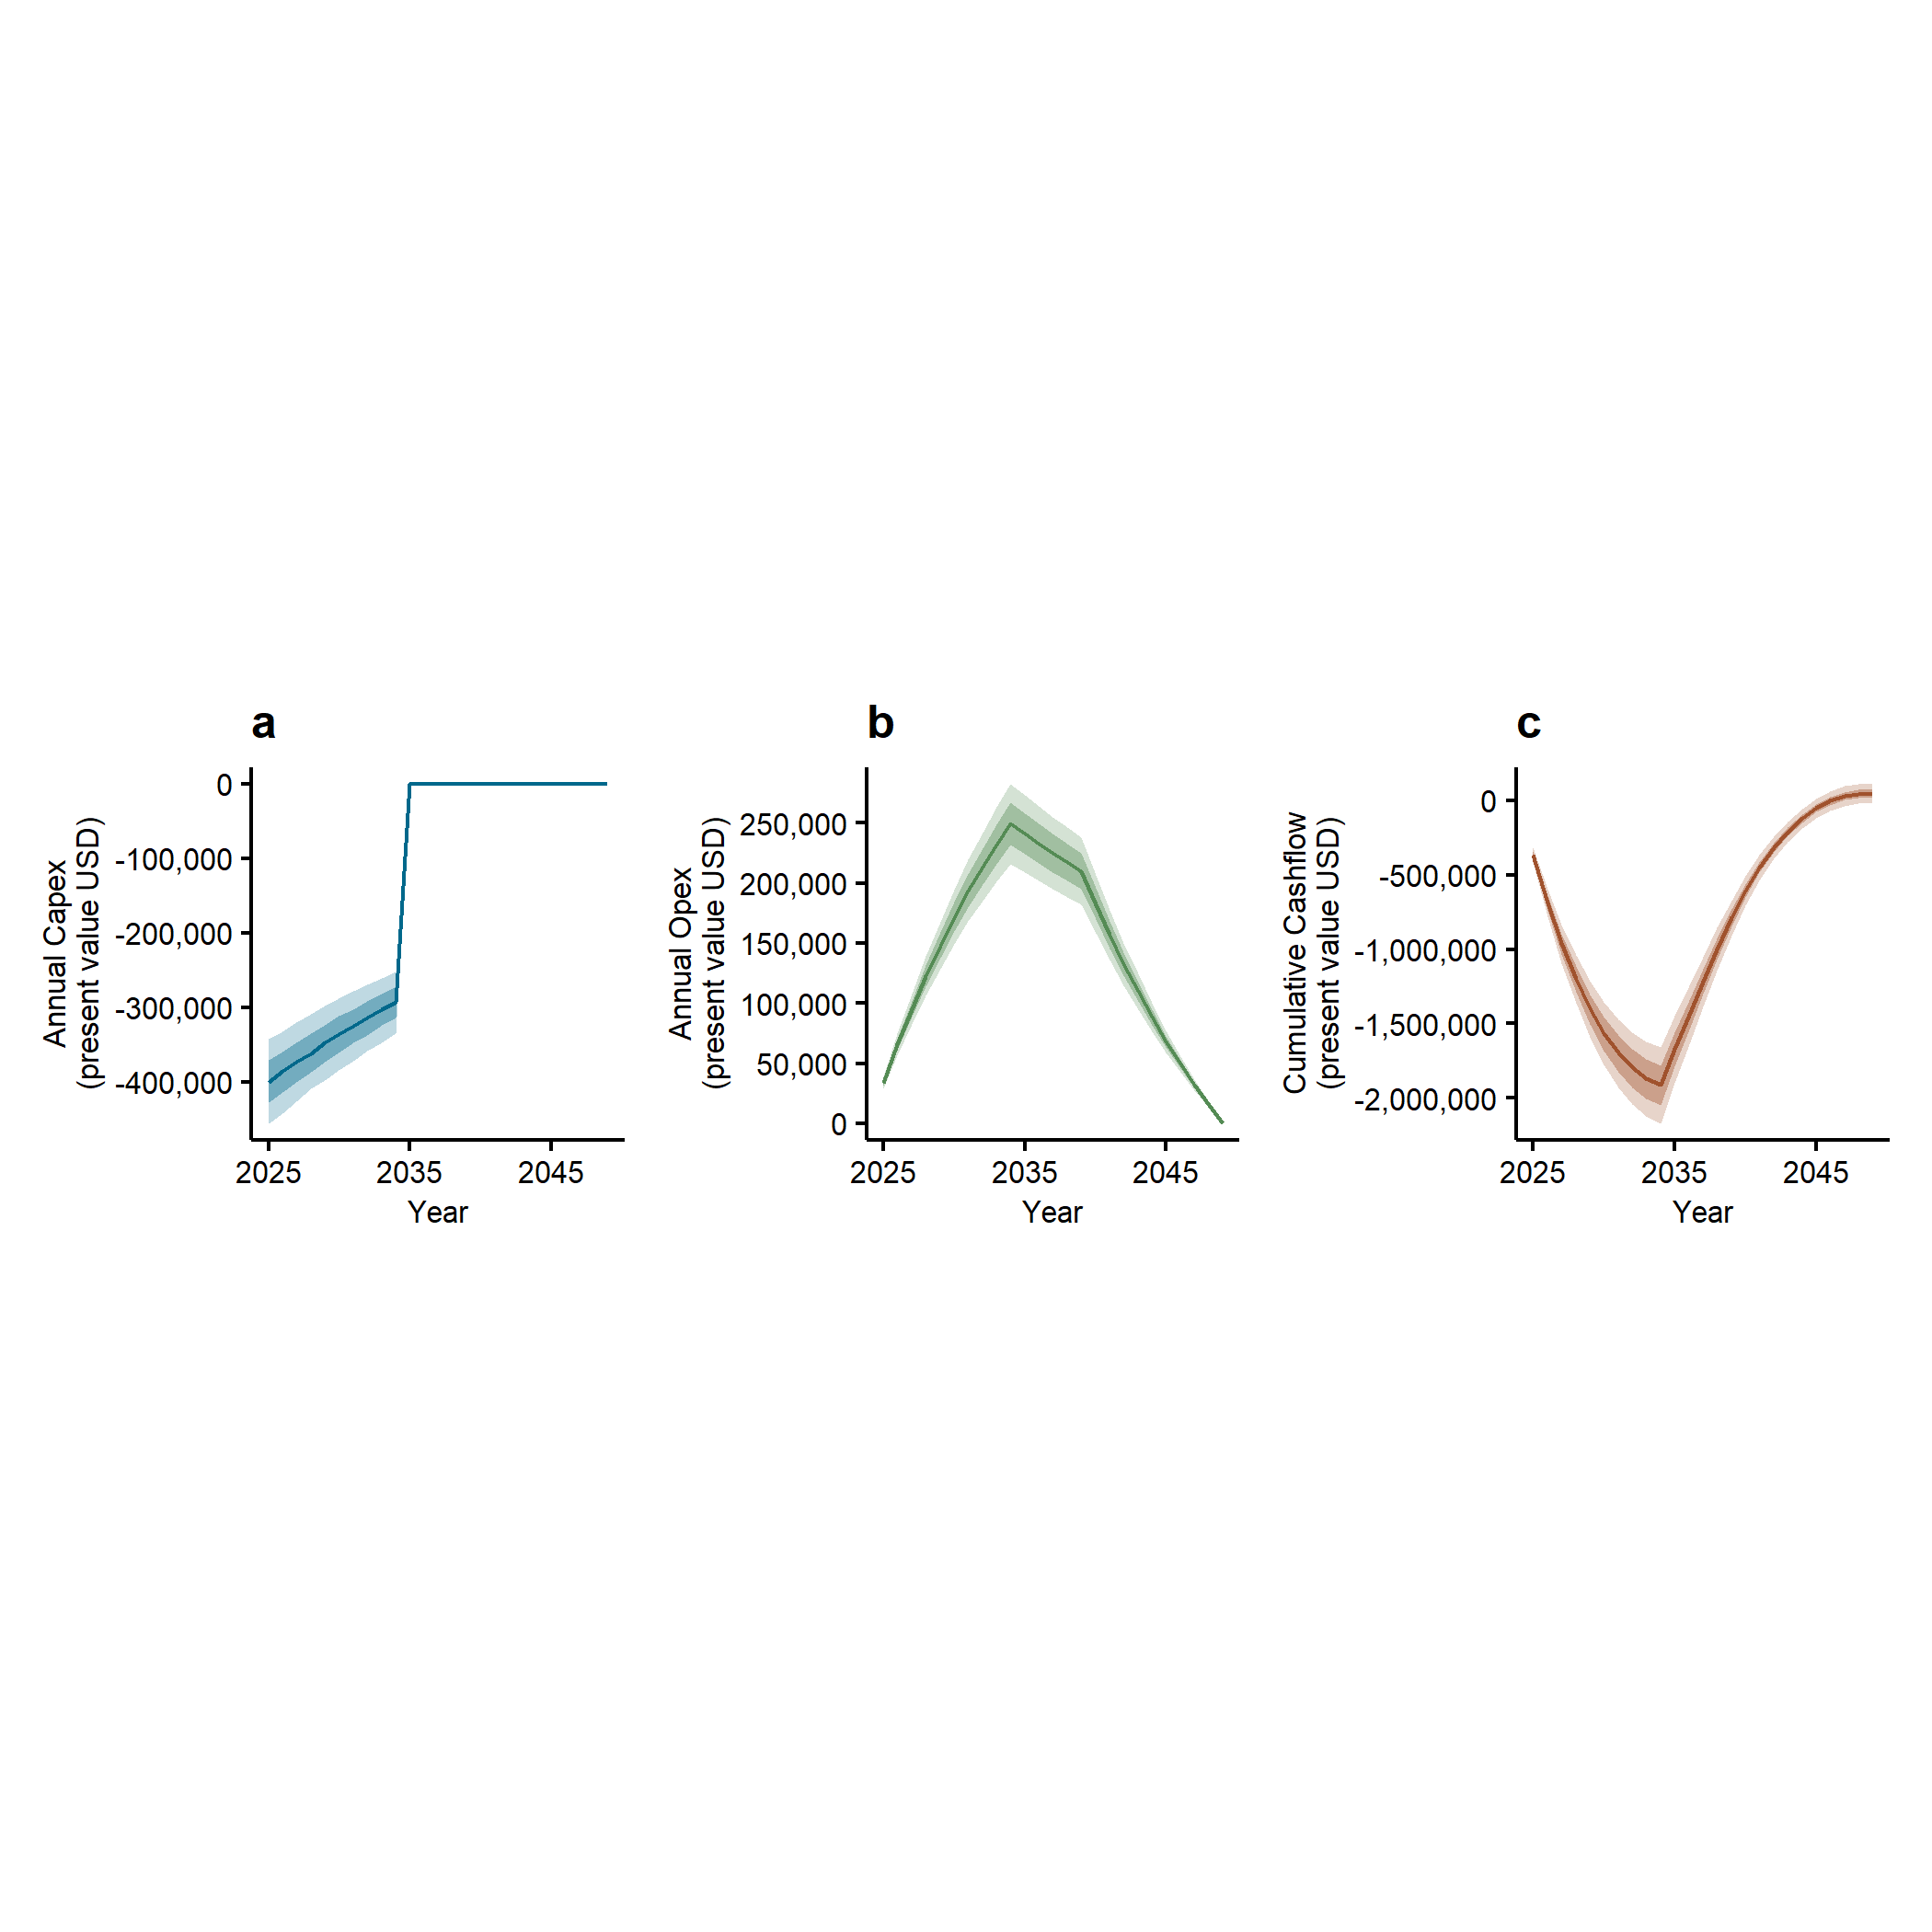 a
0
-100,000
-200,000
-300,000
-400,000
Annual Capex
(present value USD)
2025 2035 2045
Year
b
250,000
200,000
150,000
100,000
50,000
0
Annual Opex
(present value USD)
2025 2035 2045
Year
c
0
-500,000
-1,000,000
-1,500,000
-2,000,000
Cumulative Cashflow
(present value USD)
2025 2035 2045
Year